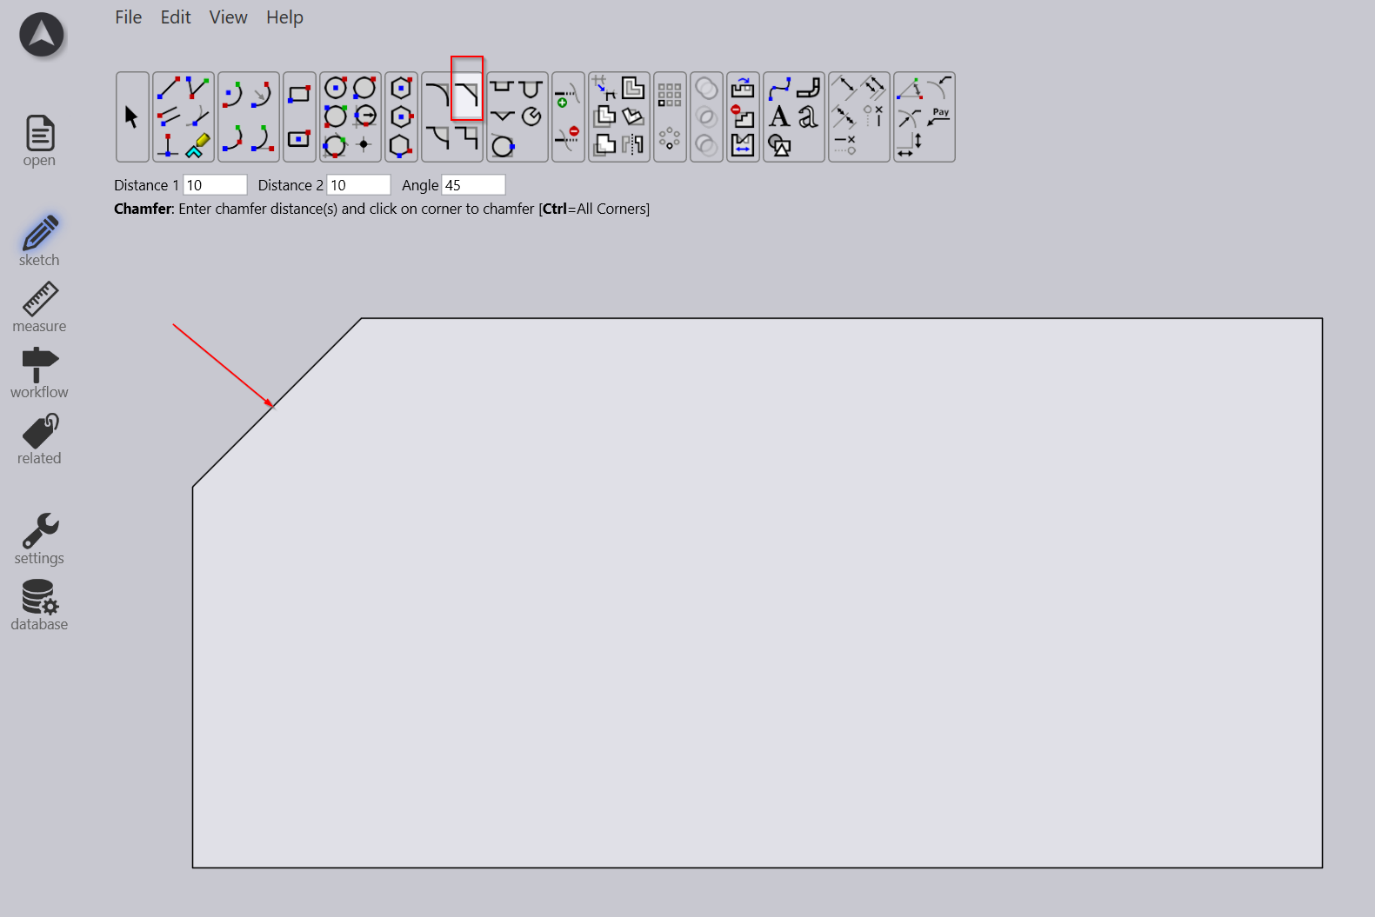 File Edit View Help
Pay
A a
open
Distance 1 10 Distance 2 10 Angle 45
Chamfer: Enter chamfer distance(s) and click on corner to chamfer [Ctrl=All Corners]
sketch
measure
workflow
related
settings
database